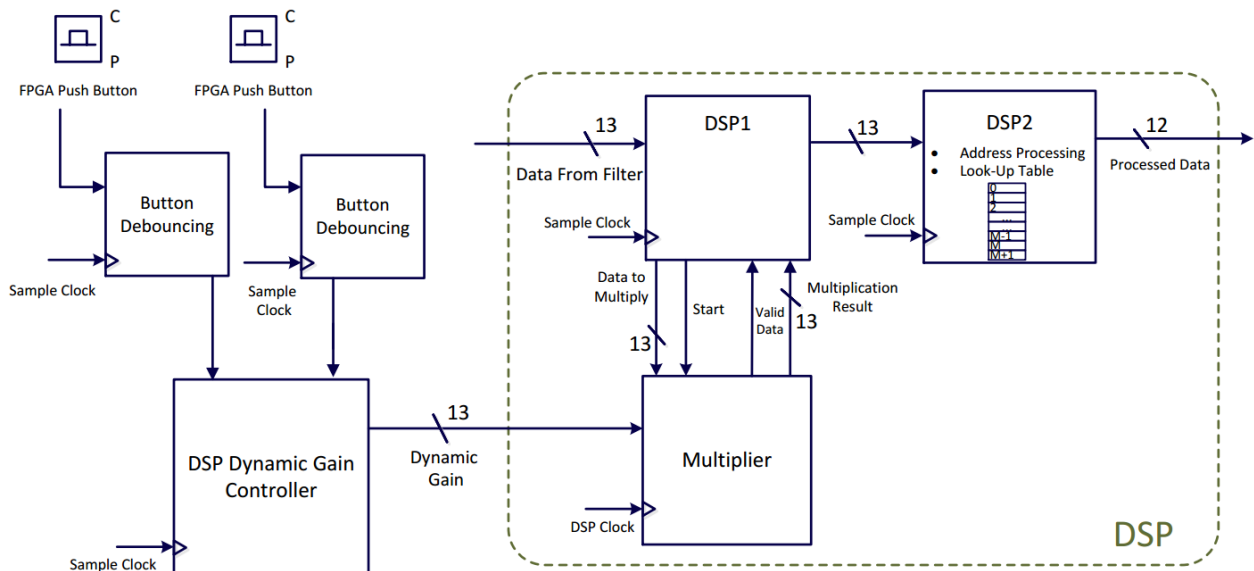 C
P
FPGA Push Button
C
P
FPGA Push Button
Button
Debouncing
Sample Clock
Button
Debouncing
Sample
Clock
DSP Dynamic Gain
Controller
Sample Clock
13
Dynamic
Gain
13
Data From Filter
DSP1
Sample Clock
13
DSP2
• Address Processing
• Look-Up Table
0
1
2
...
M-1
M
M+1
Sample Clock
12
Processed Data
Data to
Multiply
13
Start
Valid
Data
13
Multiplication
Result
Multiplier
DSP Clock
DSP